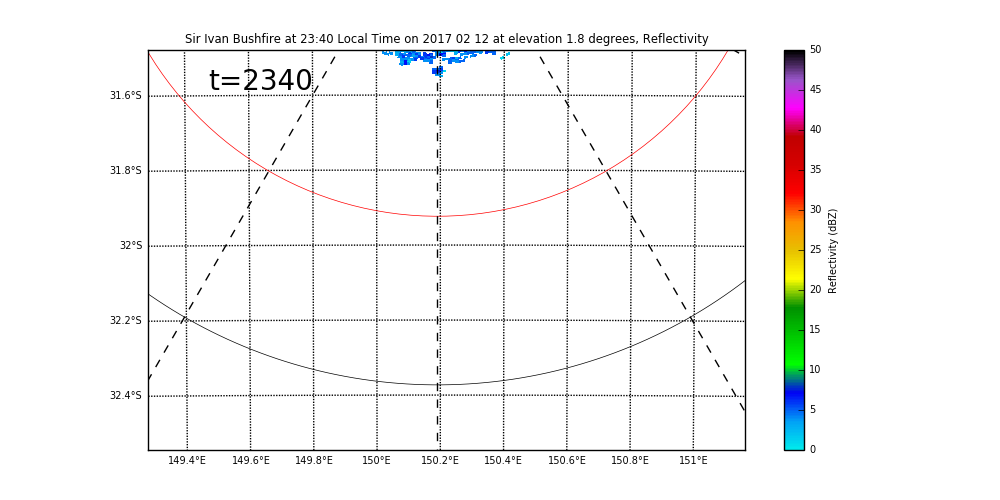 Sir Ivan Bushfire at 23:40 Local Time on 2017 02 12 at elevation 1.8 degrees, Reflectivity
t=2340
31.6°S
31.8°S
32°S
32.2°S
32.4°S
149.4°E 149.6°E 149.8°E 150°E 150.2°E 150.4°E 150.6°E 150.8°E 151°E
50
45
40
35
30
25
20
15
10
5
0
Reflectivity (dBZ)